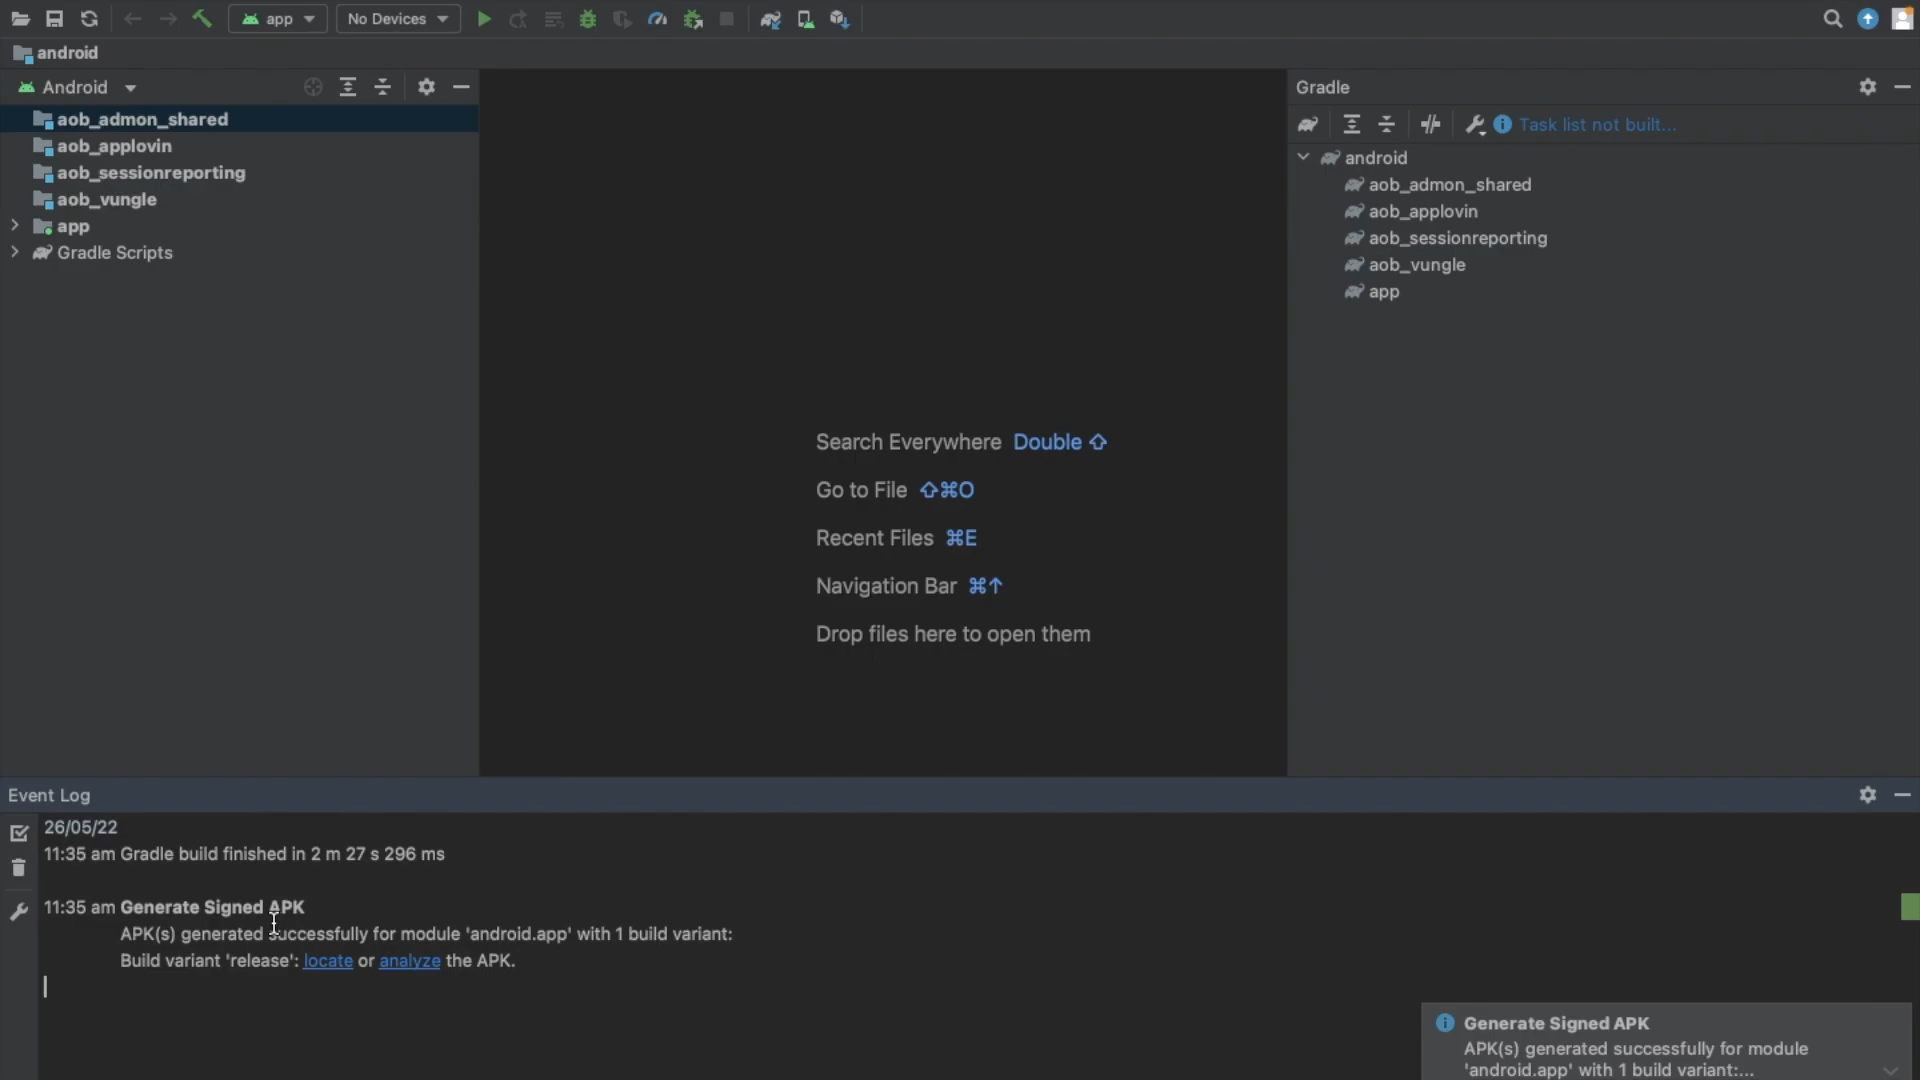 app
No Devices
android
Android
aob_admon_shared
aob_applovin
aob_sessionreporting
aob_vungle
app
Gradle Scripts
Search Everywhere Double ⇧
Go to File ⇧⌘O
Recent Files ⌘E
Navigation Bar ⌘↑
Drop files here to open them
Gradle
Task list not built...
android
aob_admon_shared
aob_applovin
aob_sessionreporting
aob_vungle
app
Event Log
26/05/22
11:35 am Gradle build finished in 2 m 27 s 296 ms
11:35 am Generate Signed APK
APK(s) generated successfully for module 'android.app' with 1 build variant:
Build variant 'release': locate or analyze the APK.
Generate Signed APK
APK(s) generated successfully for module
'android.app' with 1 build variant:...